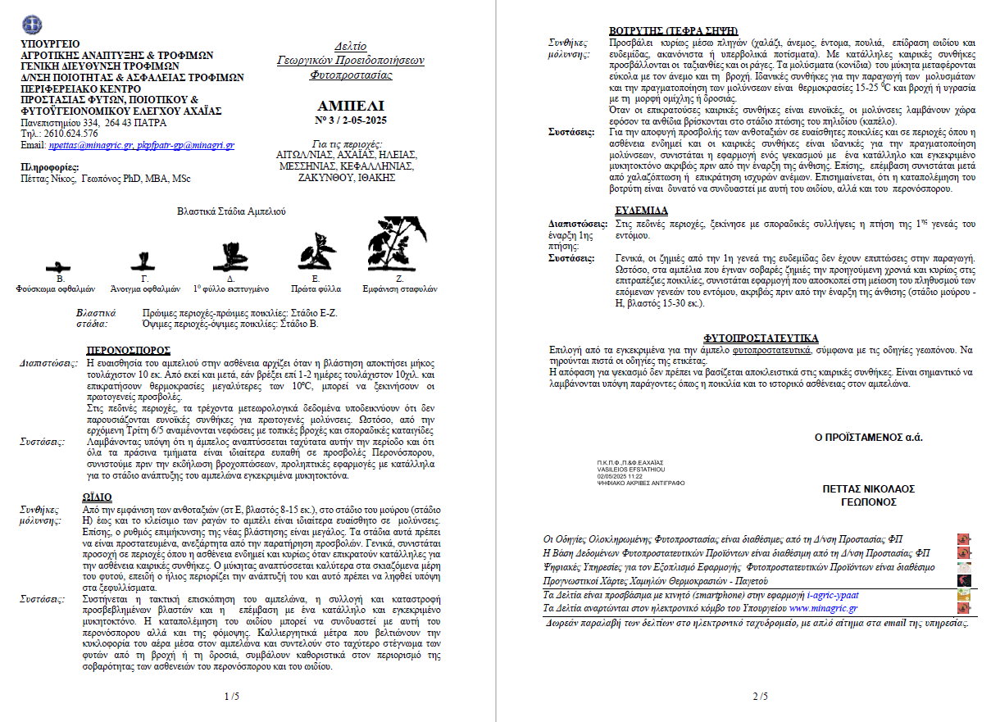 ΥΠΟΥΡΓΕΙΟ
ΑΓΡΟΤΙΚΗΣ ΑΝΑΠΤΥΞΗΣ & ΤΡΟΦΙΜΩΝ
ΓΕΝΙΚΗ ΔΙΕΥΘΝΣΗ ΤΡΟΦΙΜΩΝ
Δ/ΝΣΗ ΠΟΙΟΤΗΤΑΣ & ΑΣΦΑΛΕΙΑΣ ΤΡΟΦΙΜΩΝ
ΠΕΡΙΦΕΡΕΙΑΚΟ ΚΕΝΤΡΟ
ΠΡΟΣΤΑΣΙΑΣ ΦΥΤΩΝ, ΠΟΙΟΤΙΚΟΥ &
ΦΥΤΟΫΓΕΙΟΝΟΜΙΚΟΥ ΕΛΕΓΧΟΥ ΑΧΑΪΑΣ
Πανεπιστημίου 334, 264 43 ΠΑΤΡΑ
Τηλ.: 2610.624.576
Email: npettas@minagric.gr, pkpfpatr-gp@minagri.gr
Πληροφορίες:
Πέττας Νίκος, Γεωπόνος PhD, MBA, MSc
Δελτίο
Γεωργικών Προειδοποιήσεων
Φυτοπροστασίας
ΑΜΠΕΛΙ
Νο 3 / 2-05-2025
Για τις περιοχές:
ΑΙΤΩΛ/ΝΙΑΣ, ΑΧΑΪΑΣ, ΗΛΕΙΑΣ,
ΜΕΣΣΗΝΙΑΣ, ΚΕΦΑΛΛΗΝΙΑΣ,
ΖΑΚΥΝΘΟΥ, ΙΘΑΚΗΣ
Βλαστικά Στάδια Αμπελιού
Β. Γ. Δ. Ε. Ζ.
Φούσκωμα οφθαλμών Άνοιγμα οφθαλμών 1ο φύλλο εκπτυγμένο Πρώτα φύλλα Εμφάνιση σταφυλών
Βλαστικά Πρώιμες περιοχές-πρώιμες ποικιλίες: Στάδιο Ε-Ζ.
στάδια: Όψιμες περιοχές-όψιμες ποικιλίες: Στάδιο Β.
ΠΕΡΟΝΟΣΠΟΡΟΣ
Διαπιστώσεις: Η ευαισθησία του αμπελιού στην ασθένεια αρχίζει όταν η βλάστηση αποκτήσει μήκος
τουλάχιστον 10 εκ. Από εκεί και μετά, εάν βρέξει επί 1-2 ημέρες τουλάχιστον 10χιλ. και
επικρατήσουν θερμοκρασίες μεγαλύτερες των 10ºC, μπορεί να ξεκινήσουν οι
πρωτογενείς προσβολές.
Στις πεδινές περιοχές, τα τρέχοντα μετεωρολογικά δεδομένα υποδεικνύουν ότι δεν
παρουσιάζονται ευνοϊκές συνθήκες για πρωτογενές μολύνσεις. Ωστόσο, από την
ερχόμενη Τρίτη 6/5 αναμένονται νεφώσεις με τοπικές βροχές και σποραδικές καταιγίδες
Συστάσεις: Λαμβάνοντας υπόψη ότι η άμπελος αναπτύσσεται ταχύτατα αυτήν την περίοδο και ότι
όλα τα πράσινα τμήματα είναι ιδιαίτερα ευπαθή σε προσβολές Περονόσπορου,
συνιστούμε πριν την εκδήλωση βροχοπτώσεων, προληπτικές εφαρμογές με κατάλληλα
για το στάδιο ανάπτυξης του αμπελώνα εγκεκριμένα μυκητοκτόνα.
ΩΪΔΙΟ
Συνθήκες Από την εμφάνιση των ανθοταξιών (στ Ε, βλαστός 8-15 εκ.), στο στάδιο του μούρου (στάδιο
μόλυνσης: Η) έως και το κλείσιμο των ραγών το αμπέλι είναι ιδιαίτερα ευαίσθητο σε μολύνσεις.
Επίσης, ο ρυθμός επιμήκυνσης της νέας βλάστησης είναι μεγάλος. Τα στάδια αυτά πρέπει
να είναι προστατευμένα, ανεξάρτητα από την παρατήρηση προσβολών. Γενικά, συνιστάται
προσοχή σε περιοχές όπου η ασθένεια ενδημεί και κυρίως όταν επικρατούν κατάλληλες για
την ασθένεια καιρικές συνθήκες. Ο μύκητας αναπτύσσεται καλύτερα στα σκιαζόμενα μέρη
του φυτού, επειδή ο ήλιος περιορίζει την ανάπτυξή του και αυτό πρέπει να ληφθεί υπόψη
στα ξεφυλλίσματα.
Συστάσεις: Συστήνεται η τακτική επισκόπηση του αμπελώνα, η συλλογή και καταστροφή
προσβεβλημένων βλαστών και η επέμβαση με ένα κατάλληλο και εγκεκριμένο
μυκητοκτόνο. Η καταπολέμηση του ωιδίου μπορεί να συνδυαστεί με αυτή του
περονόσπορου αλλά και της φόμοψης. Καλλιεργητικά μέτρα που βελτιώνουν την
κυκλοφορία του αέρα μέσα στον αμπελώνα και συντελούν στο ταχύτερο στέγνωμα των
φυτών από τη βροχή ή τη δροσιά, συμβάλουν καθοριστικά στον περιορισμό της
σοβαρότητας των ασθενειών του περονόσπορου και του ωιδίου.
1 /5
ΒΟΤΡΥΤΗΣ (ΤΕΦΡΑ ΣΗΨΗ)
Συνθήκες Προσβάλει κυρίως μέσω πληγών (χαλάζι, άνεμος, έντομα, πουλιά, επίδραση ωιδίου και
μόλυνσης: ευδεμίδας, ακανόνιστα ή υπερβολικά ποτίσματα). Με κατάλληλες καιρικές συνθήκες
προσβάλλονται οι ταξιανθίες και οι ράγες. Τα μολύσματα (κονίδια) του μύκητα μεταφέρονται
εύκολα με τον άνεμο και τη βροχή. Ιδανικές συνθήκες για την παραγωγή των μολυσμάτων
και την πραγματοποίηση των μολύνσεων είναι θερμοκρασίες 15-25 0C και βροχή ή υγρασία
με τη μορφή ομίχλης ή δροσιάς.
Όταν οι επικρατούσες καιρικές συνθήκες είναι ευνοϊκές, οι μολύνσεις λαμβάνουν χώρα
εφόσον τα ανθίδια βρίσκονται στο στάδιο πτώσης του πηλιδίου (καπέλο).
Συστάσεις: Για την αποφυγή προσβολής των ανθοταξιών σε ευαίσθητες ποικιλίες και σε περιοχές όπου η
ασθένεια ενδημεί και οι καιρικές συνθήκες είναι ιδανικές για την πραγματοποίηση
μολύνσεων, συνιστάται η εφαρμογή ενός ψεκασμού με ένα κατάλληλο και εγκεκριμένο
μυκητοκτόνο ακριβώς πριν από την έναρξη της άνθισης. Επίσης, επέμβαση συνιστάται μετά
από χαλαζόπτωση ή επικράτηση ισχυρών ανέμων. Επισημαίνεται, ότι η καταπολέμηση του
βοτρύτη είναι δυνατό να συνδυαστεί με αυτή του ωιδίου, αλλά και του περονόσπορου.
ΕΥΔΕΜΙΔΑ
Διαπιστώσεις: Στις πεδινές περιοχές, ξεκίνησε με σποραδικές συλλήψεις η πτήση της 1ης γενεάς του
έναρξη 1ης εντόμου.
πτήσης:
Συστάσεις: Γενικά, οι ζημιές από την 1η γενεά της ευδεμίδας δεν έχουν επιπτώσεις στην παραγωγή.
Ωστόσο, στα αμπέλια που έγιναν σοβαρές ζημιές την προηγούμενη χρονιά και κυρίως στις
επιτραπέζιες ποικιλίες, συνιστάται εφαρμογή που αποσκοπεί στη μείωση του πληθυσμού των
επόμενων γενεών του εντόμου, ακριβώς πριν από την έναρξη της άνθισης (στάδιο μούρου -
Η, βλαστός 15-30 εκ.).
ΦΥΤΟΠΡΟΣΤΑΤΕΥΤΙΚΑ
Επιλογή από τα εγκεκριμένα για την άμπελο φυτοπροστατευτικά, σύμφωνα με τις οδηγίες γεωπόνου. Να
τηρούνται πιστά οι οδηγίες της ετικέτας.
Η απόφαση για ψεκασμό δεν πρέπει να βασίζεται αποκλειστικά στις καιρικές συνθήκες. Είναι σημαντικό να
λαμβάνονται υπόψη παράγοντες όπως η ποικιλία και το ιστορικό ασθένειας στον αμπελώνα.
Ο ΠΡΟΪΣΤΑΜΕΝΟΣ α.ά.
Π.Κ.Π.Φ.,Π.&Φ.Ε.ΑΧΑΪΑΣ
VASILEIOS EFSTATHIOU
02/05/2025 11:22
ΨΗΦΙΑΚΟ ΑΚΡΙΒΕΣ ΑΝΤΙΓΡΑΦΟ
ΠΕΤΤΑΣ ΝΙΚΟΛΑΟΣ
ΓΕΩΠΟΝΟΣ
Οι Οδηγίες Ολοκληρωμένης Φυτοπροστασίας είναι διαθέσιμες από τη Δ/νση Προστασίας ΦΠ
Η Βάση Δεδομένων Φυτοπροστατευτικών Προϊόντων είναι διαθέσιμη από τη Δ/νση Προστασίας ΦΠ
Ψηφιακές Υπηρεσίες για τον Εξοπλισμό Εφαρμογής Φυτοπροστατευτικών Προϊόντων είναι διαθέσιμο
Προγνωστικοί Χάρτες Χαμηλών Θερμοκρασιών - Παγετού
Τα Δελτία είναι προσβάσιμα με κινητό (smartphone) στην εφαρμογή i-agric-ypaat
Τα Δελτία αναρτώνται στον ηλεκτρονικό κόμβο του Υπουργείου www.minagric.gr
Δωρεάν παραλαβή των δελτίων στο ηλεκτρονικό ταχυδρομείο, με απλό αίτημα στα email της υπηρεσίας.
2 /5